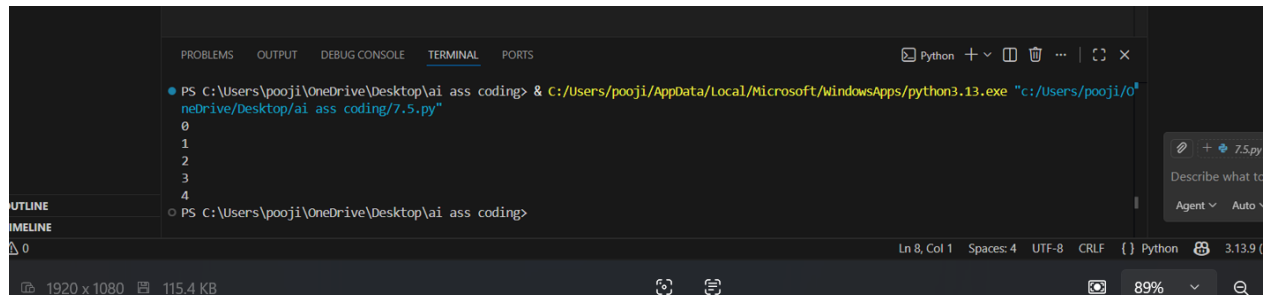 PROBLEMS OUTPUT DEBUG CONSOLE TERMINAL PORTS Python
PS C:\Users\pooji\OneDrive\Desktop\ai ass coding> & C:/Users/pooji/AppData/Local/Microsoft/WindowsApps/python3.13.exe "c:/Users/pooji/O
neDrive/Desktop/ai ass coding/7.5.py"
0
1
2
3
4
PS C:\Users\pooji\OneDrive\Desktop\ai ass coding>
+ 7.5.py
Describe what to
Agent Auto
UTLINE
IMELINE
0 Ln 8, Col 1 Spaces: 4 UTF-8 CRLF {} Python 3.13.9 (
1920 x 1080 115.4 KB 89%